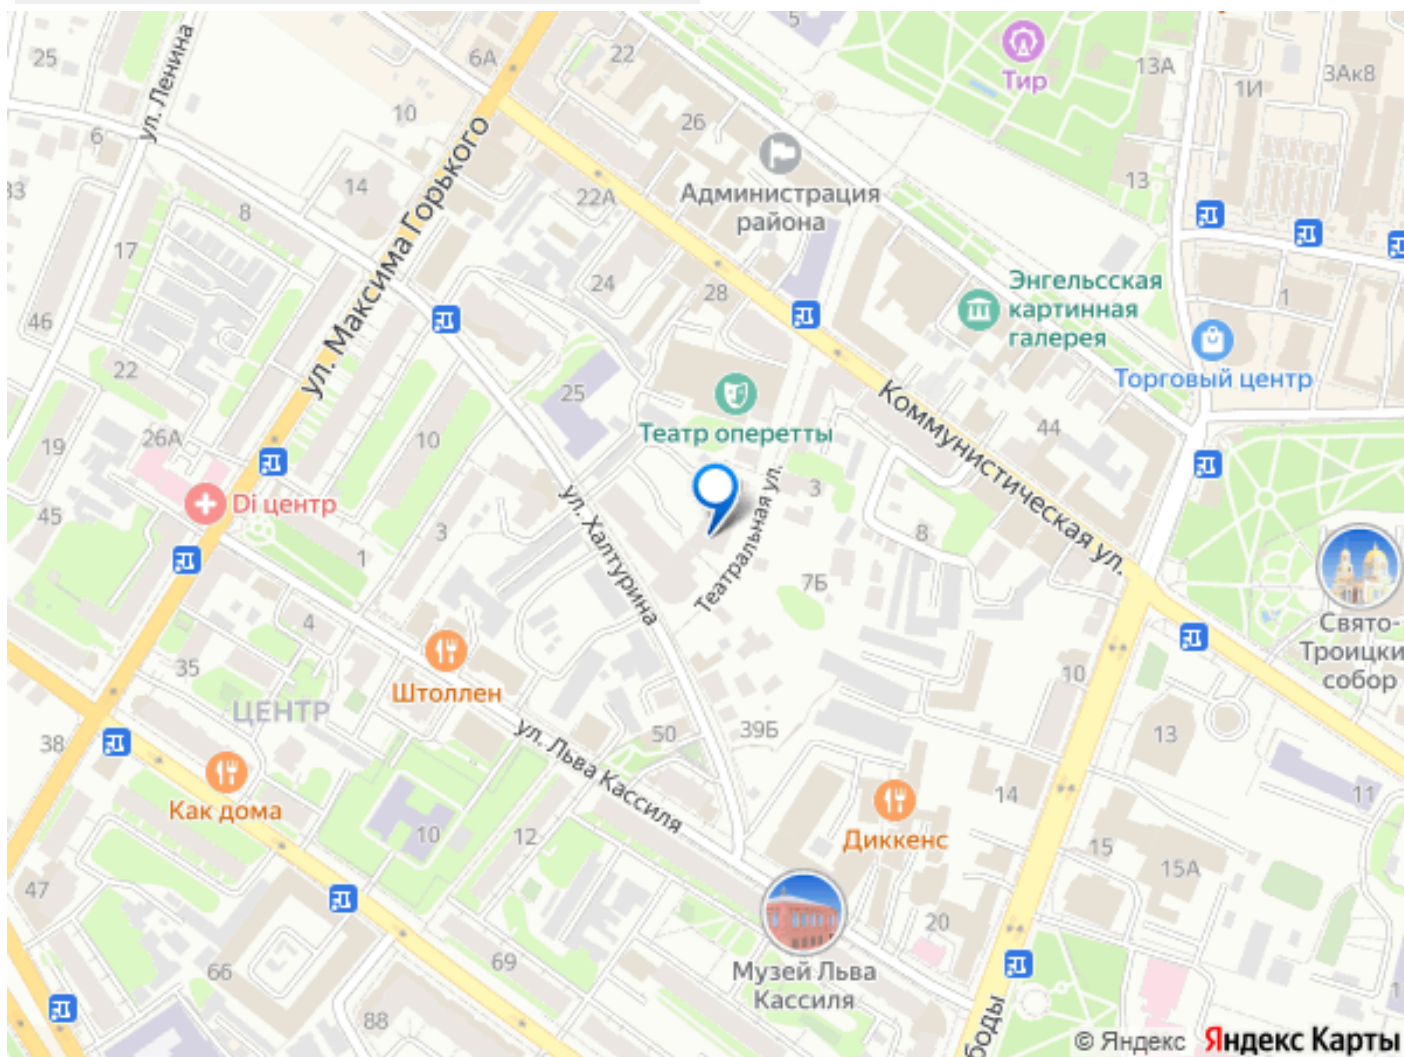 5
25
ул. Ленина
6А
22
Тир
13А
1И
3Ак8
10
26
6
Администрация
района
13
33
14
8
22А
ул. Максима Горького
17
24
28
Энгельсская
картинная
галерея
1
46
Торговый центр
22
25
Театр оперетты
Коммунистическая ул.
44
19
26А
10
Di центр
ул. Халтурина
Театральная ул.
3
45
1
3
8
7Б
4
Свято-
Троицки
собор
Штоллен
35
ЦЕНТР
10
38
50
39Б
13
ул. Льва Кассиля
Как дома
10
12
Диккенс
14
11
15
15А
47
20
69
66
Музей Льва
Кассиля
88
боды
1
© Яндекс Яндекс Карты